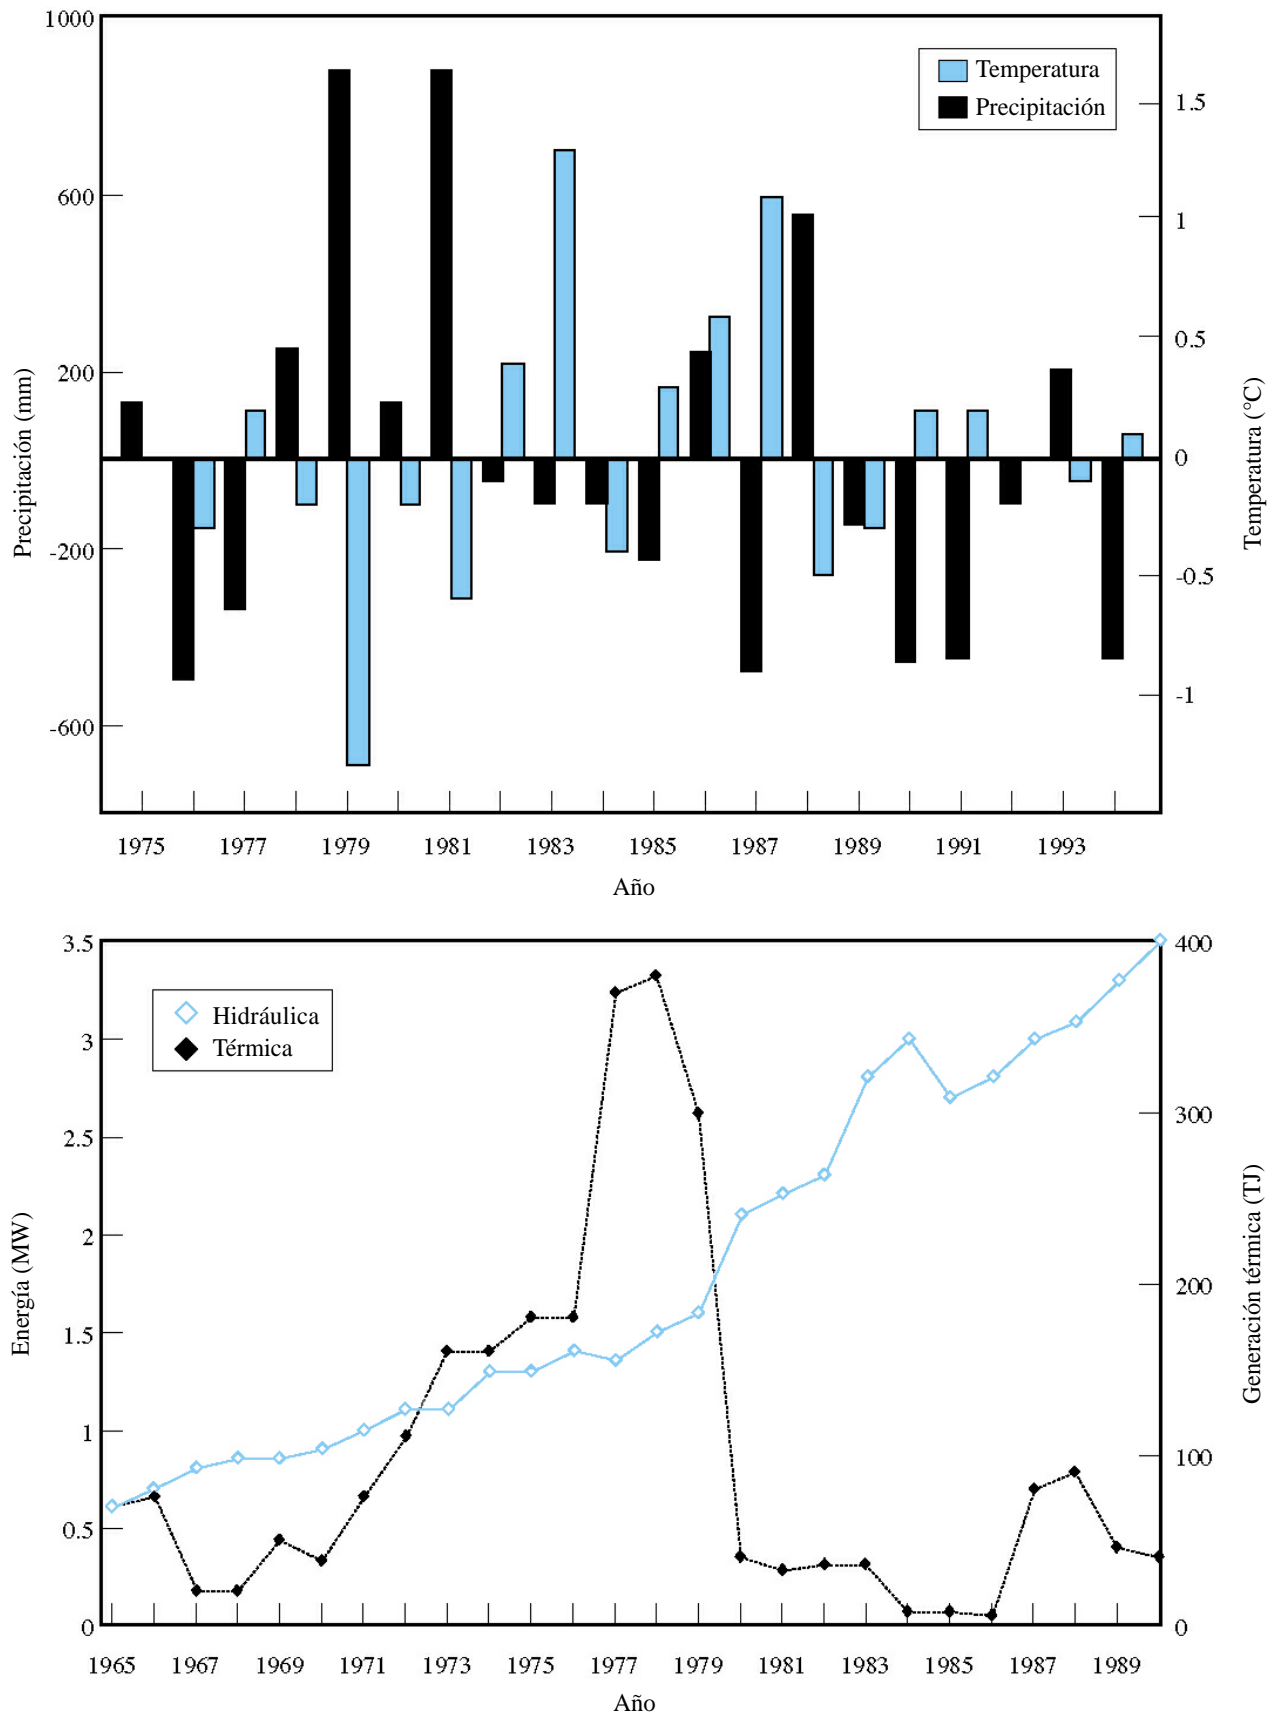 1000
600
200
-200
-600
Precipitación (mm)
Temperatura
Precipitación
1.5
1
0.5
0
-0.5
-1
Temperatura (°C)
1975 1977 1979 1981 1983 1985 1987 1989 1991 1993
Año
3.5
3
2.5
2
1.5
1
0.5
0
Energía (MW)
Hidráulica
Térmica
400
300
200
100
0
Generación térmica (TJ)
1965 1967 1969 1971 1973 1975 1977 1979 1981 1983 1985 1987 1989
Año